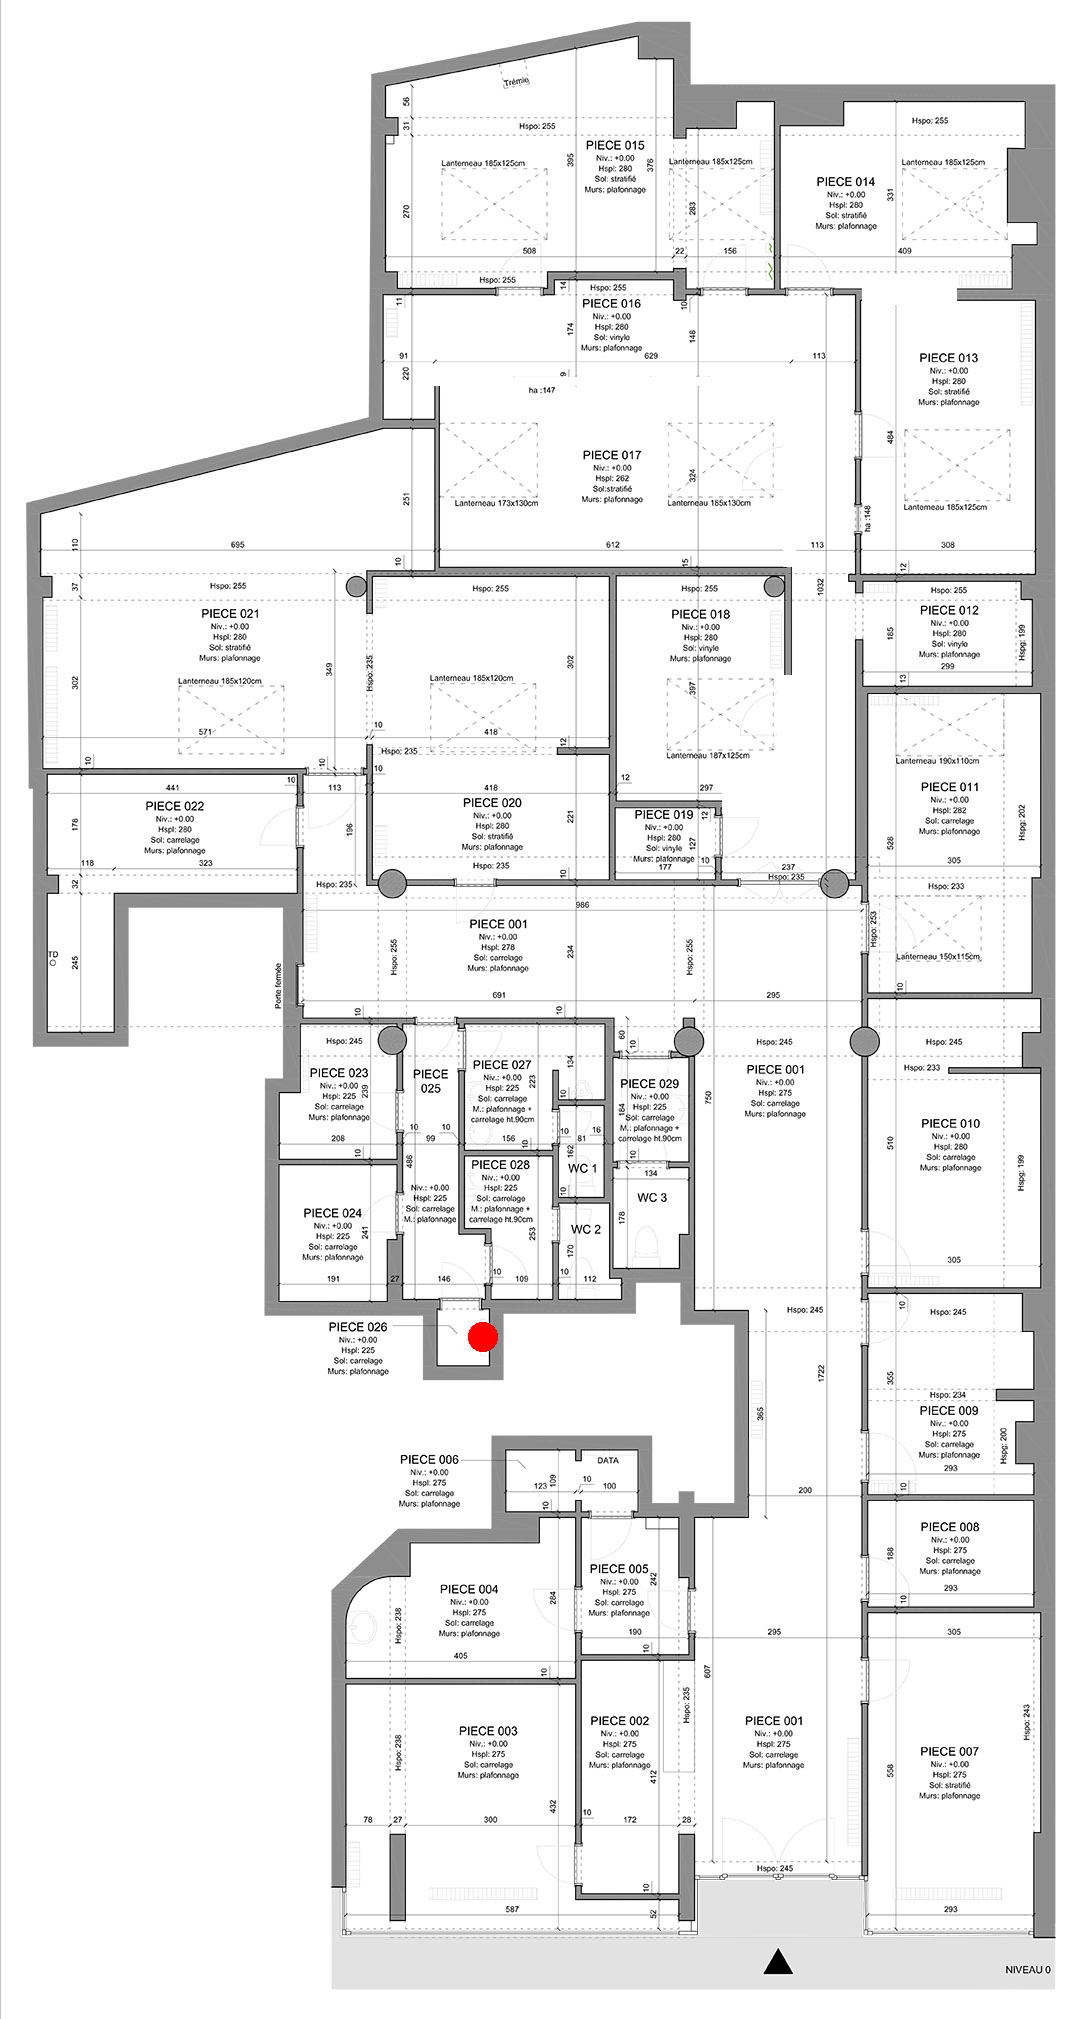 Trémie
56
31
Hspo: 255
395
376
PIECE 015
Niv.: +0.00
Hspl: 280
Sol: stratifié
Murs: plafonnage
Lanterneau 185x125cm
Lanterneau 185x125cm
270
283
508
22
156
Hspo: 255
Hspo: 255
Lanterneau 185x125cm
PIECE 014
Niv.: +0.00
Hspl: 280
Sol: stratifié
Murs: plafonnage
331
409
Hspo: 255
14
11
10
PIECE 016
Niv.: +0.00
Hspl: 280
Sol: vinyle
Murs: plafonnage
174
148
91
629
113
220
9
ha :147
PIECE 013
Niv.: +0.00
Hspl: 280
Sol: stratifié
Murs: plafonnage
484
Lanterneau 185x125cm
ha :148
308
12
PIECE 017
Niv.: +0.00
Hspl: 262
Sol:stratifié
Murs: plafonnage
324
Lanterneau 173x130cm
Lanterneau 185x130cm
251
110
695
10
612
15
113
1032
37
Hspo: 255
Hspo: 255
Hspo: 255
Hspo: 255
PIECE 021
Niv.: +0.00
Hspl: 280
Sol: stratifié
Murs: plafonnage
302
349
Hspo: 235
302
Lanterneau 185x120cm
Lanterneau 185x120cm
571
10
418
12
Hspo: 235
PIECE 018
Niv.: +0.00
Hspl: 280
Sol: vinyle
Murs: plafonnage
397
Lanterneau 187x125cm
12
297
PIECE 012
Niv.: +0.00
Hspl: 280
Sol: vinyle
Murs: plafonnage
185
Hspg: 199
299
13
Lanterneau 190x110cm
PIECE 011
Niv.: +0.00
Hspl: 282
Sol: carrelage
Murs: plafonnage
528
Hspg: 202
305
Hspo: 233
Hspo: 253
Lanterneau 150x115cm
10
10
10
10
441
10
113
PIECE 022
Niv.: +0.00
Hspl: 280
Sol: carrelage
Murs: plafonnage
178
196
118
323
32
Hspo: 235
TD
245
10
418
PIECE 020
Niv.: +0.00
Hspl: 280
Sol: stratifié
Murs: plafonnage
221
Hspo: 235
10
PIECE 019
Niv.: +0.00
Hspl: 280
Sol: vinyle
Murs: plafonnage
12
127
10
177
237
Hspo: 235
986
PIECE 001
Niv.: +0.00
Hspl: 278
Sol: carrelage
Murs: plafonnage
Hspo: 255
234
Hspo: 255
Porte fermée
691
295
10
10
60
10
Hspo: 245
Hspo: 245
Hspo: 245
Hspo: 233
PIECE 023
Niv.: +0.00
Hspl: 225
Sol: carrelage
Murs: plafonnage
239
208
10
PIECE
025
10
10
99
486
Niv.: +0.00
Hspl: 225
Sol: carrelage
M.: plafonnage
146
PIECE 027
Niv.: +0.00
Hspl: 225
Sol: carrelage
M.: plafonnage +
carrelage ht.90cm
223
134
10
156
10
10
81
16
162
WC 1
10
PIECE 029
Niv.: +0.00
Hspl: 225
Sol: carrelage
M.: plafonnage +
carrelage ht.90cm
184
10
134
WC 3
178
PIECE 028
Niv.: +0.00
Hspl: 225
Sol: carrelage
M.: plafonnage +
carrelage ht.90cm
253
10
109
WC 2
170
10
112
PIECE 024
Niv.: +0.00
Hspl: 225
Sol: carrelage
Murs: plafonnage
241
191
27
PIECE 001
Niv.: +0.00
Hspl: 275
Sol: carrelage
Murs: plafonnage
750
PIECE 010
Niv.: +0.00
Hspl: 280
Sol: carrelage
Murs: plafonnage
510
Hspg: 199
305
PIECE 026
Niv.: +0.00
Hspl: 225
Sol: carrelage
Murs: plafonnage
Hspo: 245
10
Hspo: 245
1722
355
365
Hspo: 234
PIECE 009
Niv.: +0.00
Hspl: 275
Sol: carrelage
Murs: plafonnage
Hspg: 200
293
10
200
PIECE 006
Niv.: +0.00
Hspl: 275
Sol: carrelage
Murs: plafonnage
DATA
109
123
10
100
10
PIECE 008
Niv.: +0.00
Hspl: 275
Sol: carrelage
Murs: plafonnage
188
293
10
PIECE 005
Niv.: +0.00
Hspl: 275
Sol: carrelage
Murs: plafonnage
242
190
10
PIECE 004
Niv.: +0.00
Hspl: 275
Sol: carrelage
Murs: plafonnage
Hspo: 238
284
405
10
295
305
607
PIECE 003
Niv.: +0.00
Hspl: 275
Sol: carrelage
Murs: plafonnage
Hspo: 238
432
78
27
300
PIECE 002
Niv.: +0.00
Hspl: 275
Sol: carrelage
Murs: plafonnage
Hspo: 235
412
10
172
28
10
PIECE 001
Niv.: +0.00
Hspl: 275
Sol: carrelage
Murs: plafonnage
Hspo: 245
PIECE 007
Niv.: +0.00
Hspl: 275
Sol: stratifié
Murs: plafonnage
558
Hspo: 243
587
52
293
NIVEAU 0